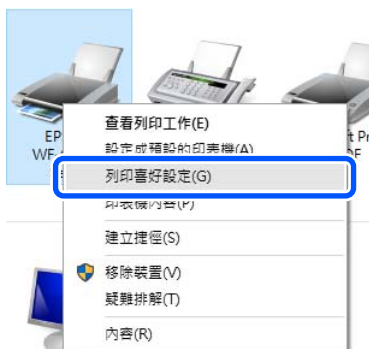 查看列印工作(E)
設定成預設的印表機(A)
列印喜好設定(G)
印表機內容(P)
建立捷徑(S)
移除裝置(V)
疑難排解(T)
內容(R)
EP
WF